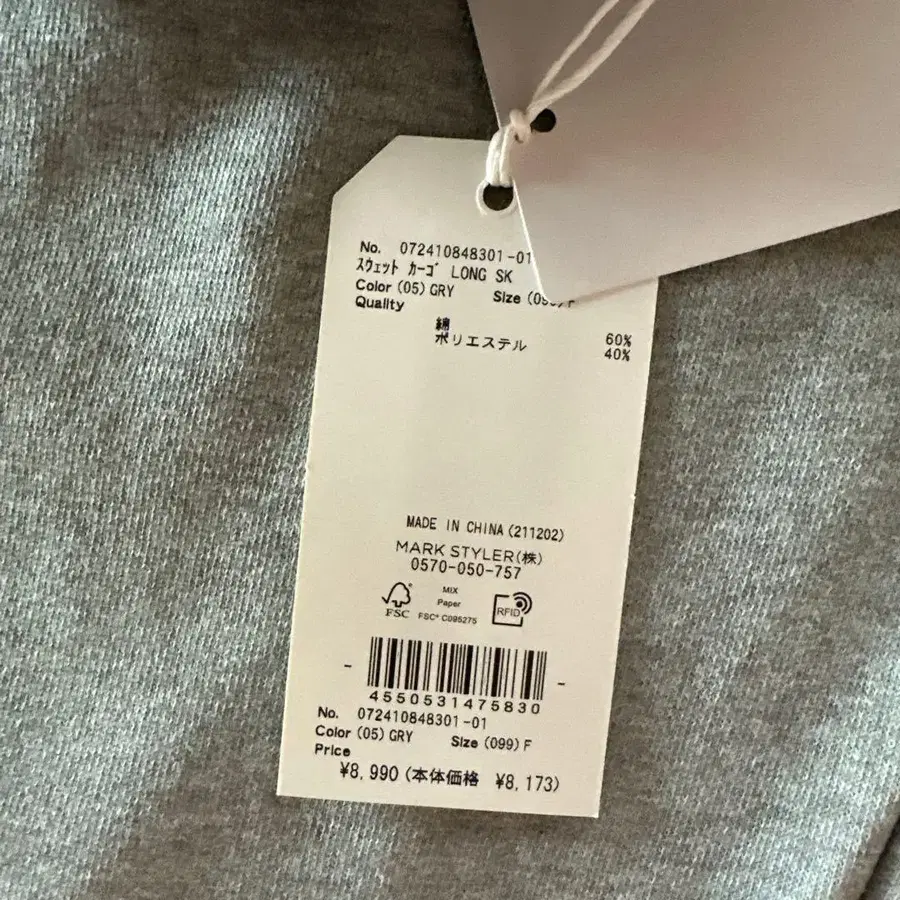 No. 072410848301-01
スウェット カーゴ LONG SK
Color (05) GRY Size (099) F
Quality
綿 60%
ポリエステル 40%
MADE IN CHINA (211202)
MARK STYLER(株)
0570-050-757
MIX
Paper
FSC FSC® C095275
RFID
4550531475830
No. 072410848301-01
Color (05) GRY Size (099) F
Price
¥8,990 (本体価格 ¥8,173)